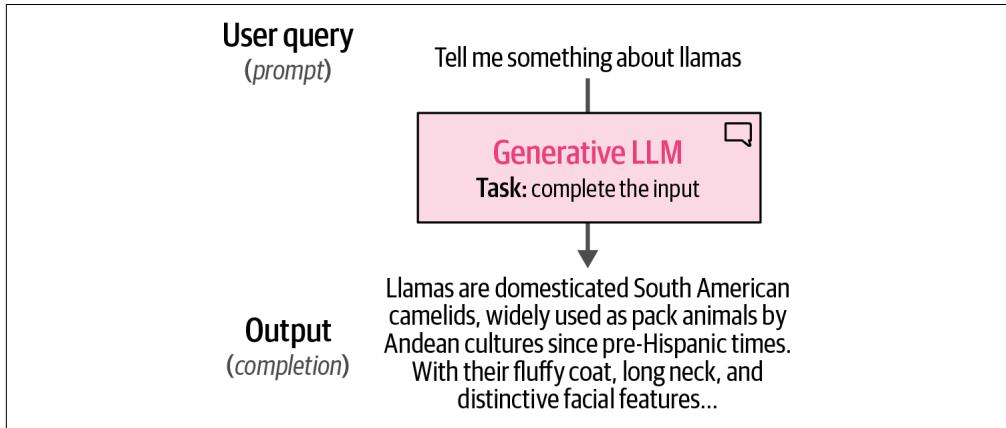 User query
(prompt)
Tell me something about llamas
Generative LLM
Task: complete the input
Output
(completion)
Llamas are domesticated South American
camelids, widely used as pack animals by
Andean cultures since pre-Hispanic times.
With their fluffy coat, long neck, and
distinctive facial features...